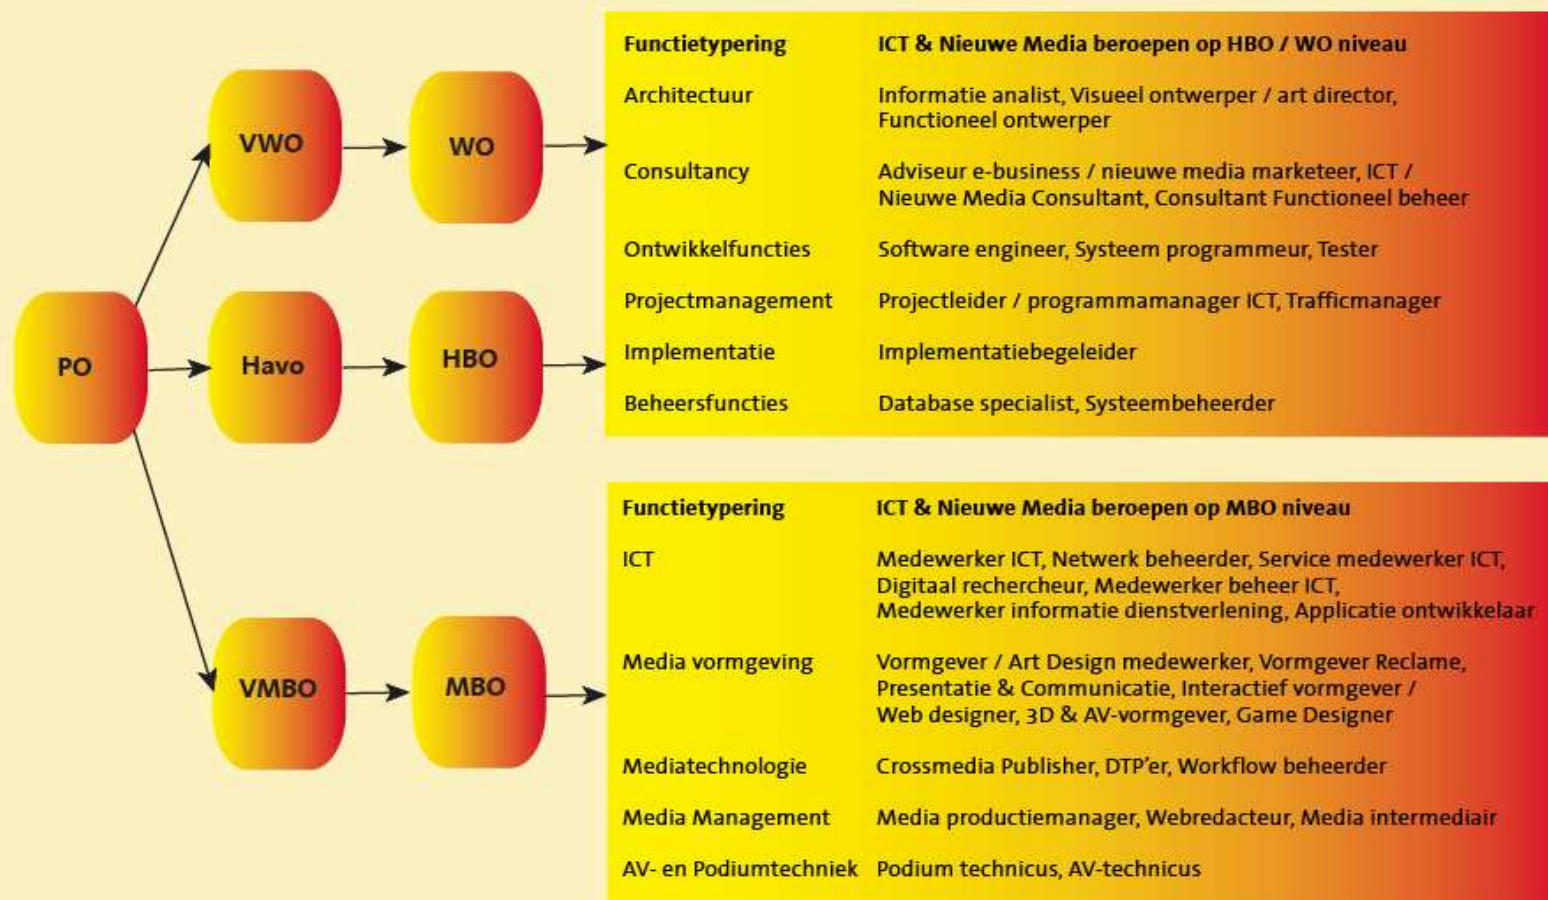 PO
VWO
WO
Havo
HBO
VMBO
MBO
Functietypering ICT & Nieuwe Media beroepen op HBO / WO niveau
Architectuur Informatie analist, Visueel ontwerper / art director,
Functioneel ontwerper
Consultancy Adviseur e-business / nieuwe media marketeer, ICT /
Nieuwe Media Consultant, Consultant Functioneel beheer
Ontwikkelfuncties Software engineer, Systeem programmeur, Tester
Projectmanagement Projectleider / programmamanager ICT, Trafficmanager
Implementatie Implementatiebegeleider
Beheersfuncties Database specialist, Systeembeheerder
Functietypering ICT & Nieuwe Media beroepen op MBO niveau
ICT Medewerker ICT, Netwerk beheerder, Service medewerker ICT,
Digitaal rechercheur, Medewerker beheer ICT,
Medewerker informatie dienstverlening, Applicatie ontwikkelaar
Media vormgeving Vormgever / Art Design medewerker, Vormgever Reclame,
Presentatie & Communicatie, Interactief vormgever /
Web designer, 3D & AV-vormgever, Game Designer
Mediatechnologie Crossmedia Publisher, DTP'er, Workflow beheerder
Media Management Media productiemanager, Webredacteur, Media intermediair
AV- en Podiumtechniek Podium technicus, AV-technicus